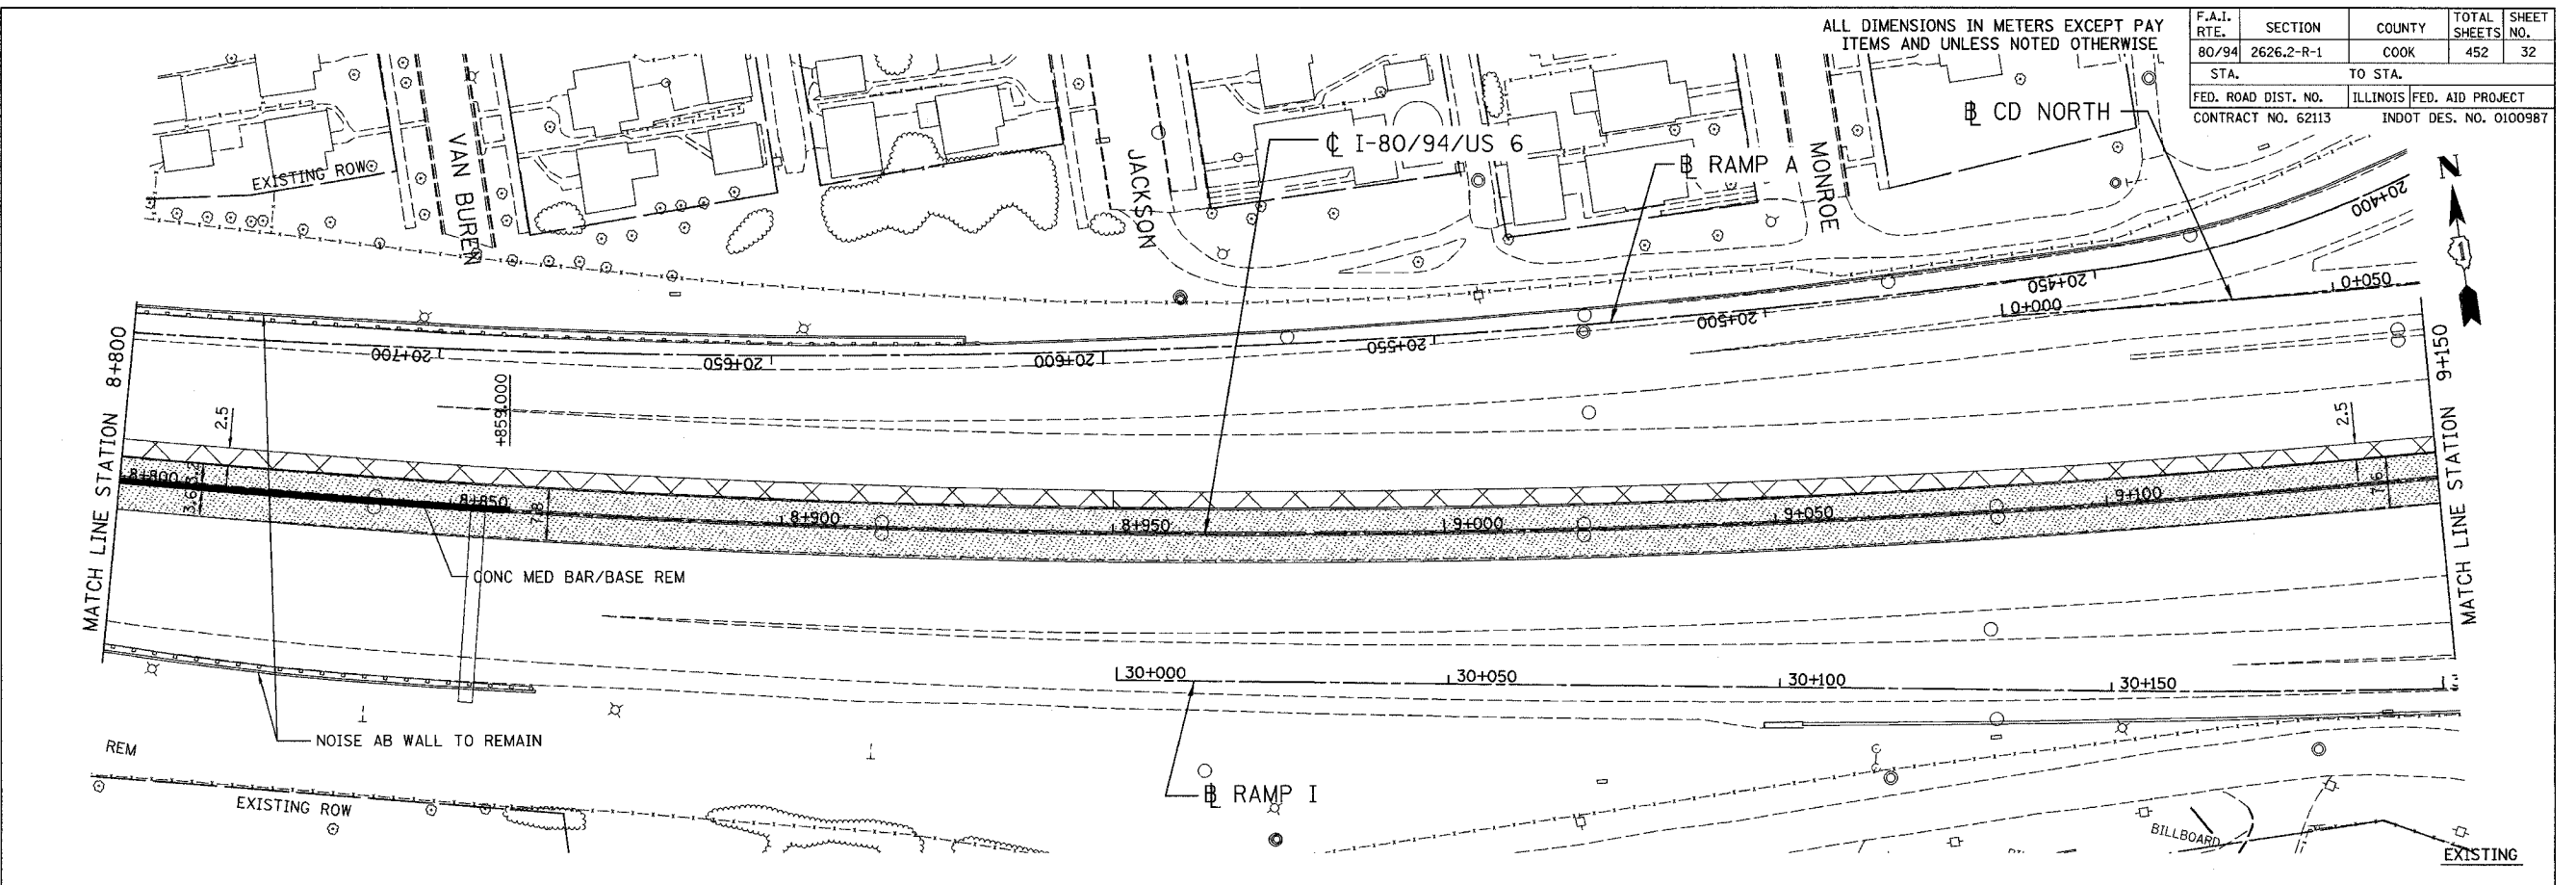 ALL DIMENSIONS IN METERS EXCEPT PAY
ITEMS AND UNLESS NOTED OTHERWISE
F.A.I. RTE. SECTION COUNTY TOTAL SHEETS SHEET NO.
80/94 2626.2-R-1 COOK 452 32
STA. TO STA.
FED. ROAD DIST. NO. ILLINOIS FED. AID PROJECT
CONTRACT NO. 62113 INDOT DES. NO. 0100987
℄ CD NORTH
℄ I-80/94/US 6
℄ RAMP A
EXISTING ROW
VAN BUREN
JACKSON
MONROE
N
20+400
20+450
20+500
20+550
20+600
20+650
20+700
0+000
0+050
MATCH LINE STATION 8+800
MATCH LINE STATION 9+150
+859.000
2.5
2.5
8+800
8+850
8+900
8+950
9+000
9+050
9+100
7.8
7.6
CONC MED BAR/BASE REM
30+000
30+050
30+100
30+150
NOISE AB WALL TO REMAIN
REM
EXISTING ROW
℄ RAMP I
BILLBOARD
EXISTING